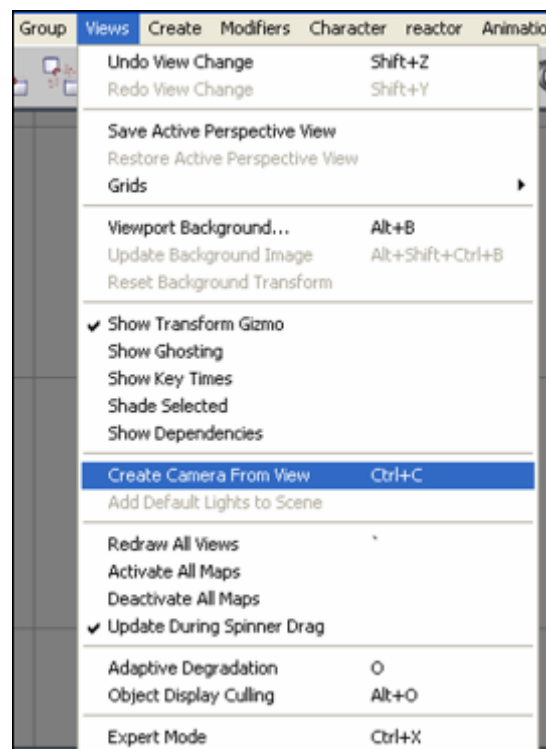 Group Views Create Modifiers Character reactor Animatio
Undo View Change Shift+Z
Redo View Change Shift+Y
Save Active Perspective View
Restore Active Perspective View
Grids
Viewport Background... Alt+B
Update Background Image Alt+Shift+Ctrl+B
Reset Background Transform
Show Transform Gizmo
Show Ghosting
Show Key Times
Shade Selected
Show Dependencies
Create Camera From View Ctrl+C
Add Default Lights to Scene
Redraw All Views `
Activate All Maps
Deactivate All Maps
Update During Spinner Drag
Adaptive Degradation O
Object Display Culling Alt+O
Expert Mode Ctrl+X